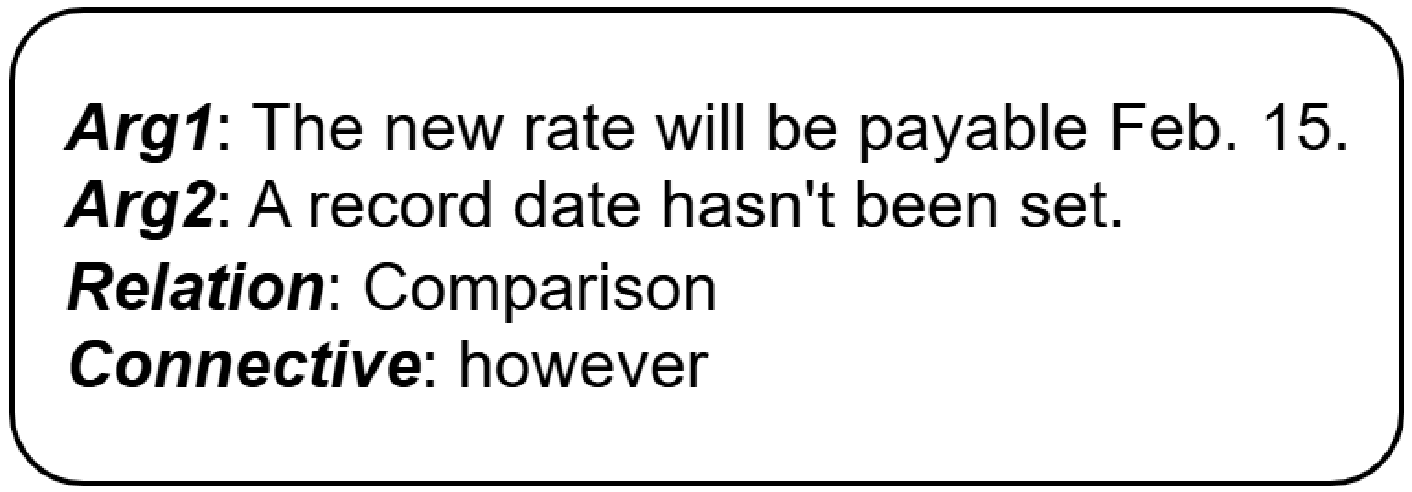 Arg1: The new rate will be payable Feb. 15.
Arg2: A record date hasn't been set.
Relation: Comparison
Connective: however